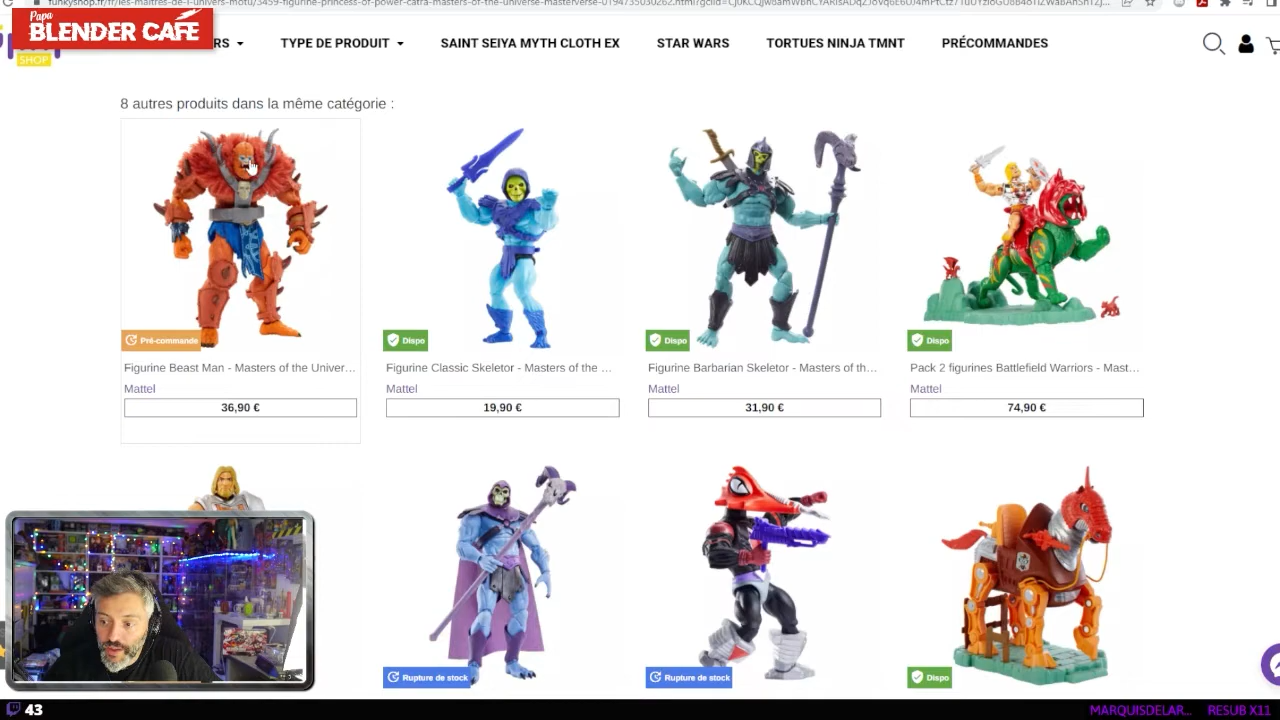 Papa
BLENDER CAFE
SHOP
RS
TYPE DE PRODUIT
SAINT SEIYA MYTH CLOTH EX
STAR WARS
TORTUES NINJA TMNT
PRÉCOMMANDES
8 autres produits dans la même catégorie :
Pré-commande
Dispo
Dispo
Dispo
Figurine Beast Man - Masters of the Univer...
Figurine Classic Skeletor - Masters of the ...
Figurine Barbarian Skeletor - Masters of th...
Pack 2 figurines Battlefield Warriors - Mast...
Mattel
Mattel
Mattel
Mattel
36,90 €
19,90 €
31,90 €
74,90 €
Rupture de stock
Rupture de stock
Dispo
43
MARQUISDELAR...
RESUB X11